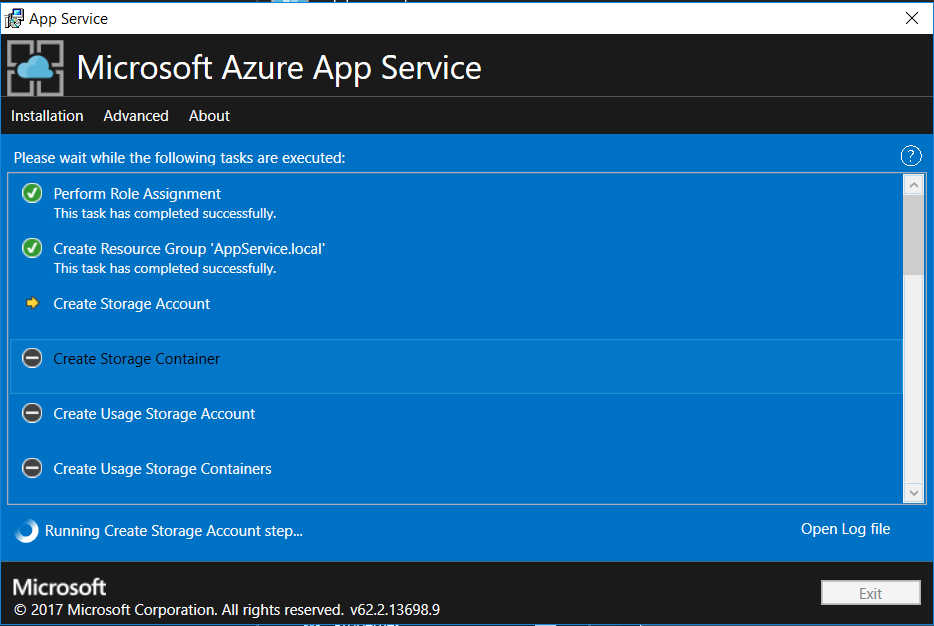 App Service
Microsoft Azure App Service
Installation Advanced About
Please wait while the following tasks are executed:
?
Perform Role Assignment
This task has completed successfully.
Create Resource Group 'AppService.local'
This task has completed successfully.
Create Storage Account
Create Storage Container
Create Usage Storage Account
Create Usage Storage Containers
Running Create Storage Account step...
Open Log file
Microsoft
© 2017 Microsoft Corporation. All rights reserved. v62.2.13698.9
Exit